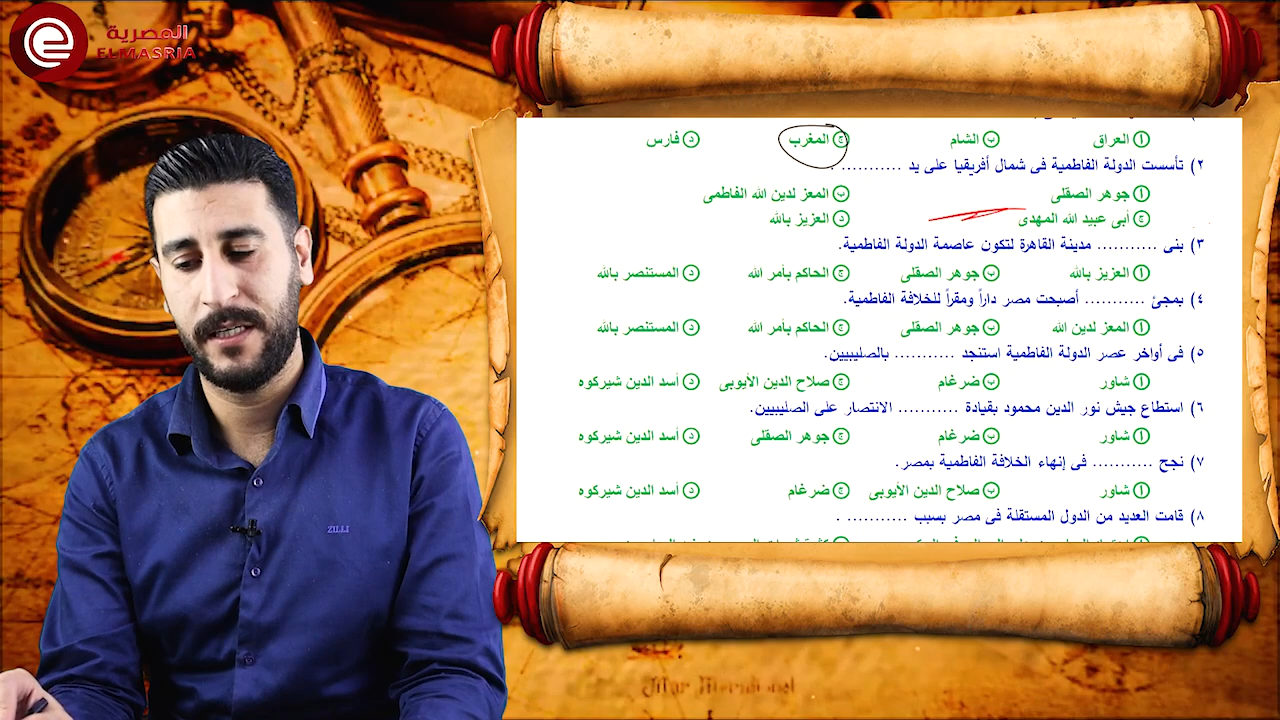 المصرية
ELMASRIA
أ العراق ب الشام ج المغرب د فارس
٢) تأسست الدولة الفاطمية فى شمال أفريقيا على يد ........... .
أ جوهر الصقلى ب المعز لدين الله الفاطمى
ج أبى عبيد الله المهدى د العزيز بالله
٣) بنى ........... مدينة القاهرة لتكون عاصمة الدولة الفاطمية.
أ العزيز بالله ب جوهر الصقلى ج الحاكم بأمر الله د المستنصر بالله
٤) بمجئ ........... أصبحت مصر داراً ومقراً للخلافة الفاطمية.
أ المعز لدين الله ب جوهر الصقلى ج الحاكم بأمر الله د المستنصر بالله
٥) فى أواخر عصر الدولة الفاطمية استنجد ........... بالصليبيين.
أ شاور ب ضرغام ج صلاح الدين الأيوبى د أسد الدين شيركوه
٦) استطاع جيش نور الدين محمود بقيادة ........... الانتصار على الصليبيين.
أ شاور ب ضرغام ج جوهر الصقلى د أسد الدين شيركوه
٧) نجح ........... فى إنهاء الخلافة الفاطمية بمصر.
أ شاور ب صلاح الدين الأيوبى ج ضرغام د أسد الدين شيركوه
٨) قامت العديد من الدول المستقلة فى مصر بسبب ........... .
ZILLI